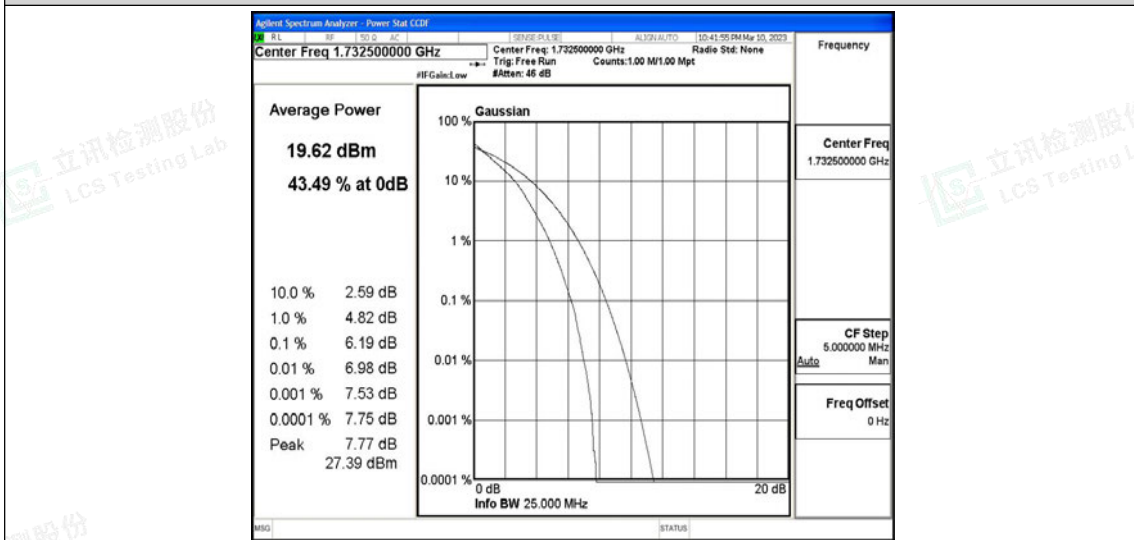 Agilent Spectrum Analyzer - Power Stat CCDF
RL RF 50 Ω AC SENSE:PULSE ALIGN AUTO 10:41:55 PM Mar 10, 2023
Center Freq 1.732500000 GHz
Center Freq: 1.732500000 GHz Radio Std: None
Trig: Free Run Counts:1.00 M/1.00 Mpt
#IFGain:Low #Atten: 46 dB
Frequency
Average Power
19.62 dBm
43.49 % at 0dB
10.0 % 2.59 dB
1.0 % 4.82 dB
0.1 % 6.19 dB
0.01 % 6.98 dB
0.001 % 7.53 dB
0.0001 % 7.75 dB
Peak 7.77 dB
27.39 dBm
Gaussian
100 %
10 %
1 %
0.1 %
0.01 %
0.001 %
0.0001 %
0 dB 20 dB
Info BW 25.000 MHz
Center Freq
1.732500000 GHz
CF Step
5.000000 MHz
Auto Man
Freq Offset
0 Hz
MSG STATUS
立讯检测股份
LCS Testing Lab
立讯检测股份
LCS Testing L